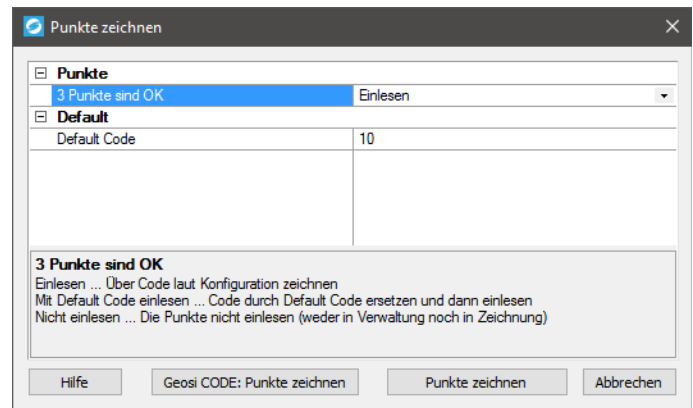 Punkte zeichnen
Punkte
3 Punkte sind OK Einlesen
Default
Default Code 10
3 Punkte sind OK
Einlesen ... Über Code laut Konfiguration zeichnen
Mit Default Code einlesen ... Code durch Default Code ersetzen und dann einlesen
Nicht einlesen ... Die Punkte nicht einlesen (weder in Verwaltung noch in Zeichnung)
Hilfe Geosi CODE: Punkte zeichnen Punkte zeichnen Abbrechen